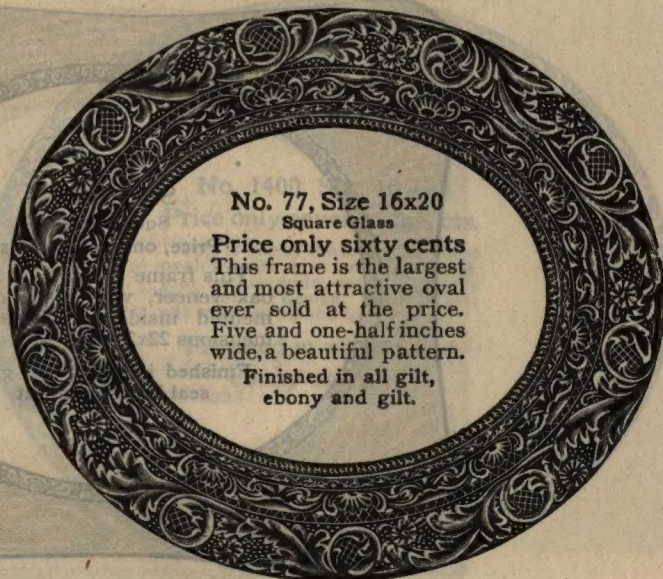 No. 77, Size 16x20
Square Glass
Price only sixty cents
This frame is the largest
and most attractive oval
ever sold at the price.
Five and one-half inches
wide, a beautiful pattern.
Finished in all gilt,
ebony and gilt.